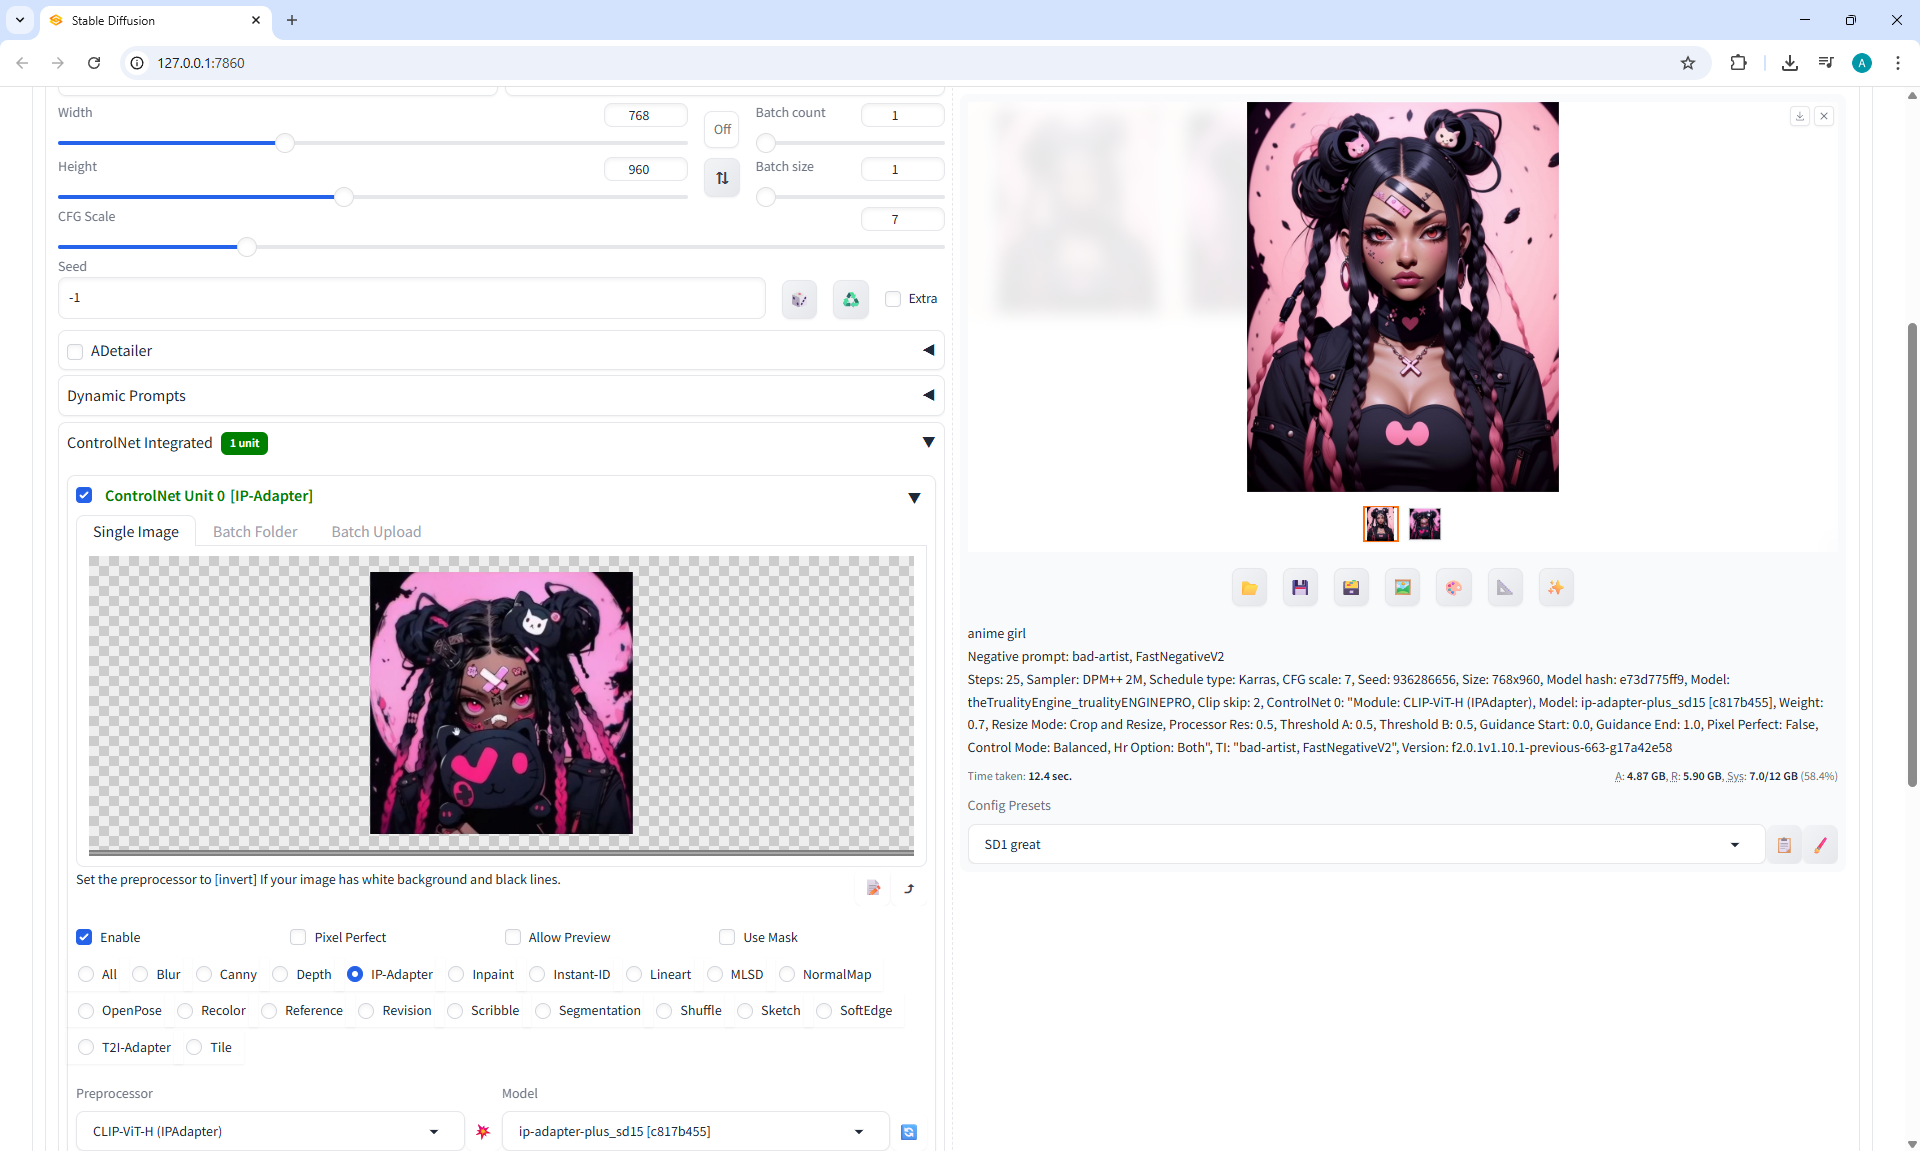 Stable Diffusion
127.0.0.1:7860
A
Width
768
Off
Batch count
1
Height
960
Batch size
1
CFG Scale
7
Seed
-1
Extra
ADetailer
Dynamic Prompts
ControlNet Integrated
1 unit
ControlNet Unit 0 [IP-Adapter]
Single Image
Batch Folder
Batch Upload
Set the preprocessor to [invert] If your image has white background and black lines.
Enable
Pixel Perfect
Allow Preview
Use Mask
All
Blur
Canny
Depth
IP-Adapter
Inpaint
Instant-ID
Lineart
MLSD
NormalMap
OpenPose
Recolor
Reference
Revision
Scribble
Segmentation
Shuffle
Sketch
SoftEdge
T2I-Adapter
Tile
Preprocessor
Model
CLIP-ViT-H (IPAdapter)
ip-adapter-plus_sd15 [c817b455]
anime girl
Negative prompt: bad-artist, FastNegativeV2
Steps: 25, Sampler: DPM++ 2M, Schedule type: Karras, CFG scale: 7, Seed: 936286656, Size: 768x960, Model hash: e73d775ff9, Model:
theTrualityEngine_trualityENGINEPRO, Clip skip: 2, ControlNet 0: "Module: CLIP-ViT-H (IPAdapter), Model: ip-adapter-plus_sd15 [c817b455], Weight:
0.7, Resize Mode: Crop and Resize, Processor Res: 0.5, Threshold A: 0.5, Threshold B: 0.5, Guidance Start: 0.0, Guidance End: 1.0, Pixel Perfect: False,
Control Mode: Balanced, Hr Option: Both", TI: "bad-artist, FastNegativeV2", Version: f2.0.1v1.10.1-previous-663-g17a42e58
Time taken: 12.4 sec.
A: 4.87 GB, R: 5.90 GB, Sys: 7.0/12 GB (58.4%)
Config Presets
SD1 great